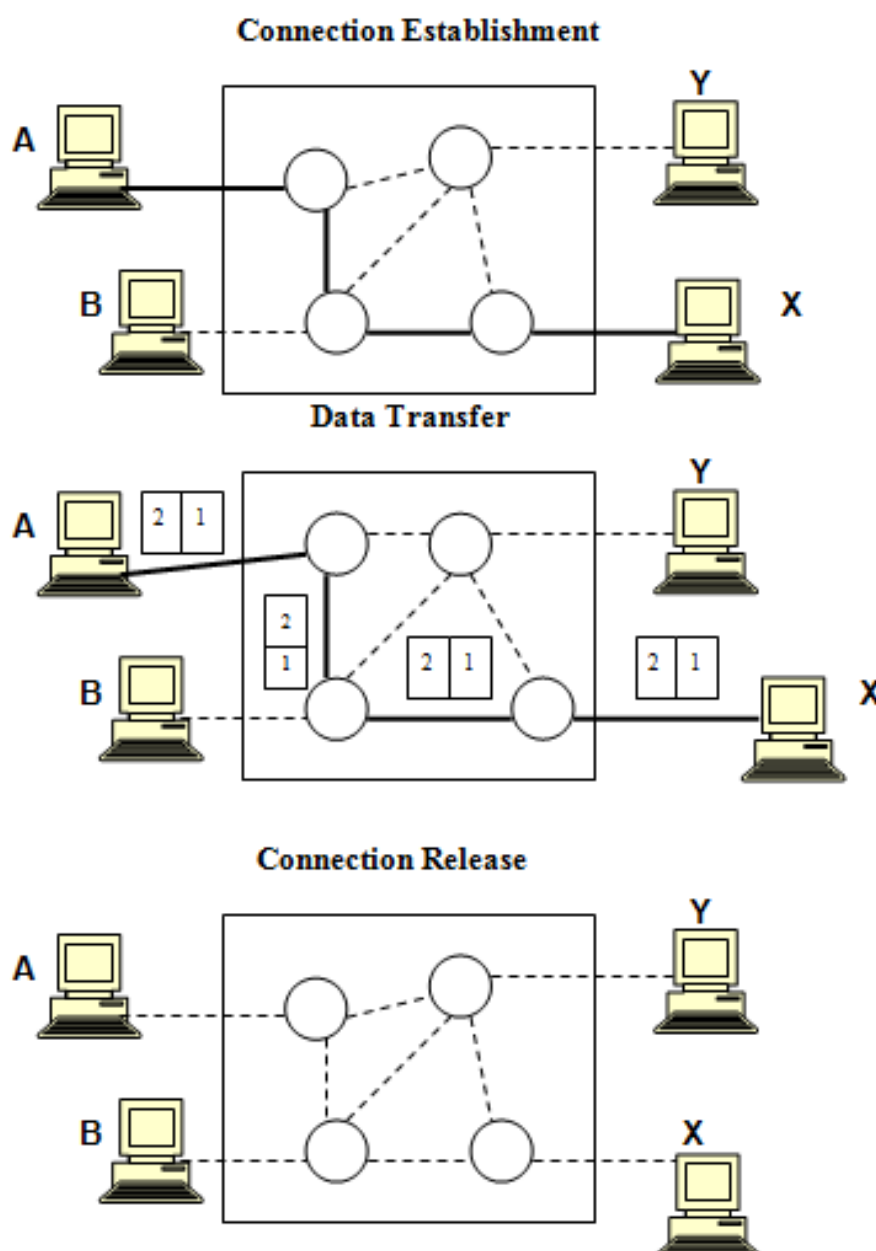 Connection Establishment
Y
A
B
X
Data Transfer
Y
A
2 1
2
1
2 1
2 1
B
X
Connection Release
Y
A
B
X